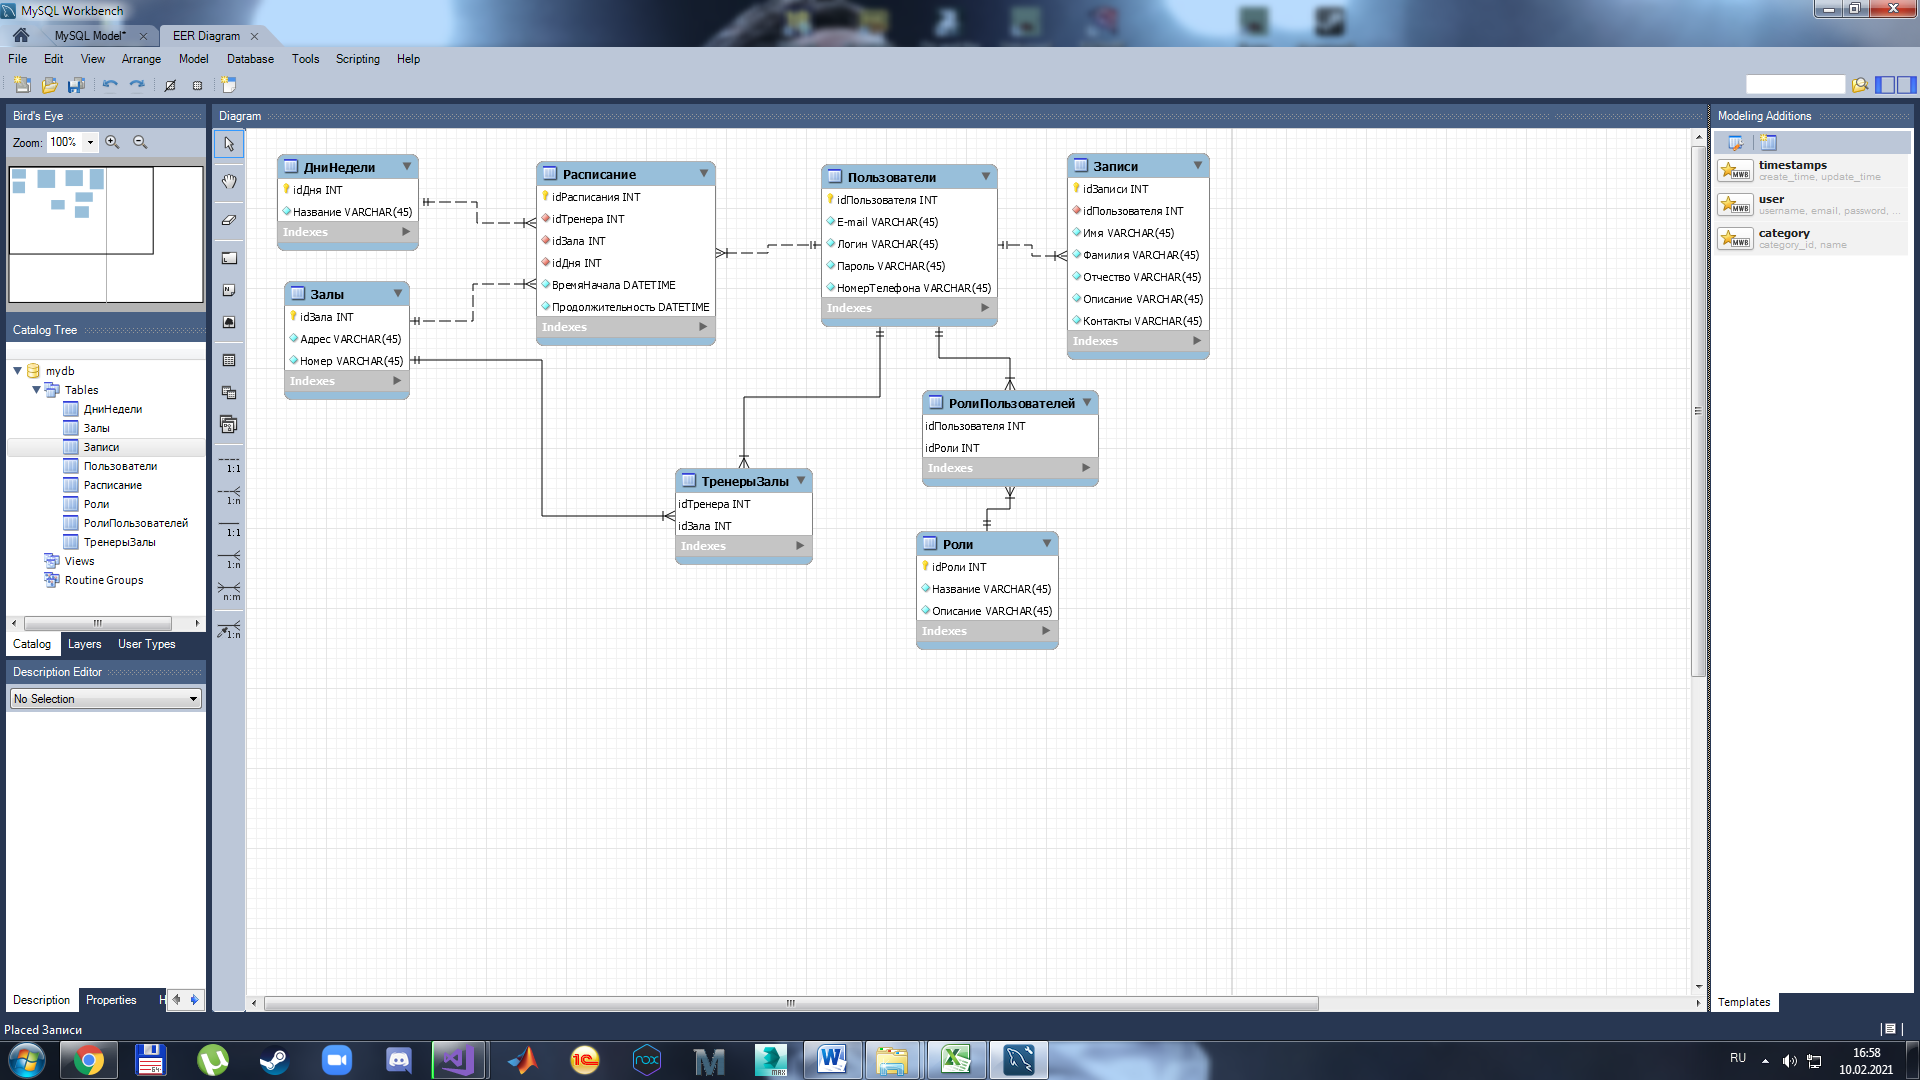 MySQL Workbench
MySQL Model*
EER Diagram
File
Edit
View
Arrange
Model
Database
Tools
Scripting
Help
Bird's Eye
Zoom: 100%
Catalog Tree
mydb
Tables
ДниНедели
Залы
Записи
Пользователи
Расписание
Роли
РолиПользователей
ТренерыЗалы
Views
Routine Groups
Catalog
Layers
User Types
Description Editor
No Selection
Description
Properties
H
Placed Записи
Diagram
1:1
1:n
1:1
1:n
n:m
1:n
ДниНедели
idДня INT
Название VARCHAR(45)
Indexes
Залы
idЗала INT
Адрес VARCHAR(45)
Номер VARCHAR(45)
Indexes
Расписание
idРасписания INT
idТренера INT
idЗала INT
idДня INT
ВремяНачала DATETIME
Продолжительность DATETIME
Indexes
Пользователи
idПользователя INT
E-mail VARCHAR(45)
Логин VARCHAR(45)
Пароль VARCHAR(45)
НомерТелефона VARCHAR(45)
Indexes
Записи
idЗаписи INT
idПользователя INT
Имя VARCHAR(45)
Фамилия VARCHAR(45)
Отчество VARCHAR(45)
Описание VARCHAR(45)
Контакты VARCHAR(45)
Indexes
РолиПользователей
idПользователя INT
idРоли INT
Indexes
ТренерыЗалы
idТренера INT
idЗала INT
Indexes
Роли
idРоли INT
Название VARCHAR(45)
Описание VARCHAR(45)
Indexes
Modeling Additions
timestamps
create_time, update_time
user
username, email, password, ...
category
category_id, name
Templates
64
nox
MAX
RU
16:58
10.02.2021